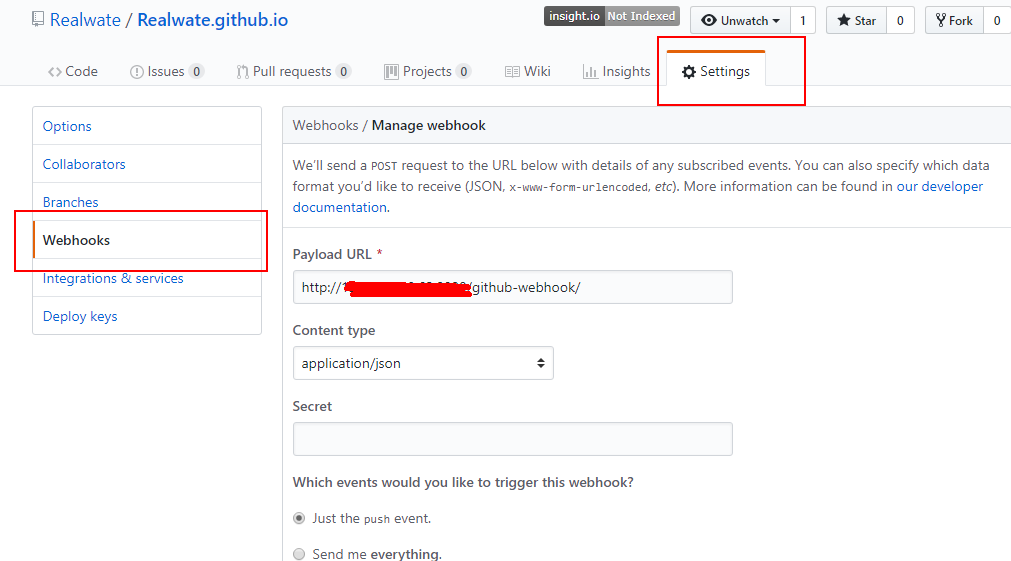 Realwate / Realwate.github.io
insight.io Not Indexed
Unwatch 1
Star 0
Fork 0
Code
Issues 0
Pull requests 0
Projects 0
Wiki
Insights
Settings
Options
Collaborators
Branches
Webhooks
Integrations & services
Deploy keys
Webhooks / Manage webhook
We’ll send a POST request to the URL below with details of any subscribed events. You can also specify which data
format you’d like to receive (JSON, x-www-form-urlencoded, etc). More information can be found in our developer
documentation.
Payload URL *
http:// /github-webhook/
Content type
application/json
Secret
Which events would you like to trigger this webhook?
Just the push event.
Send me everything.